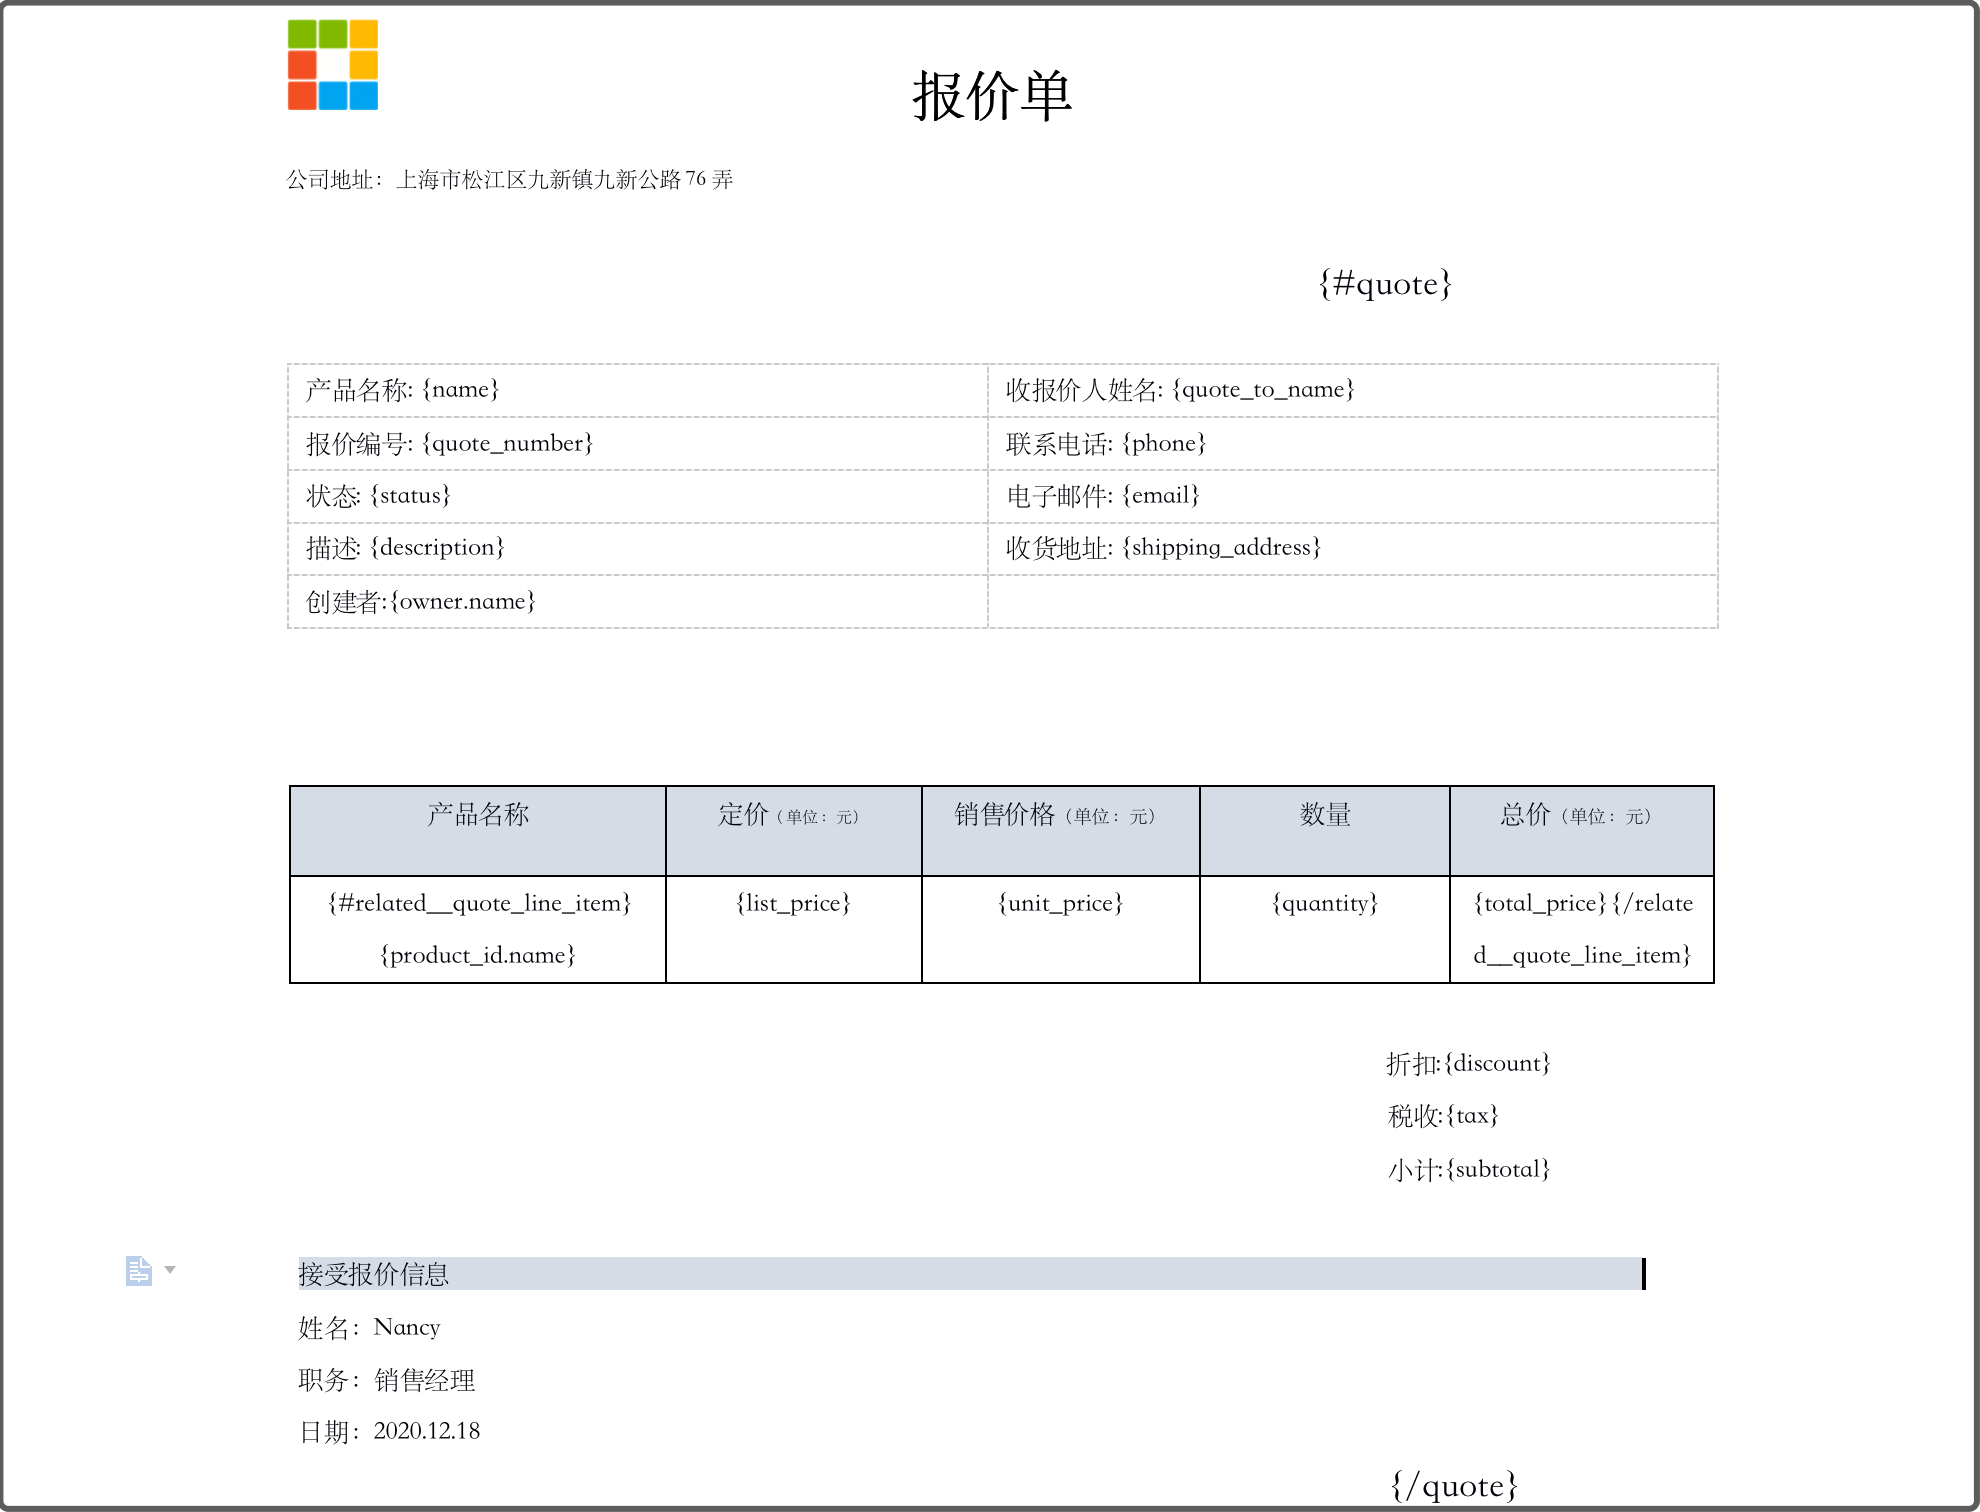 报价单
公司地址：上海市松江区九新镇九新公路 76 弄
{#quote}
产品名称: {name}
收报价人姓名: {quote_to_name}
报价编号: {quote_number}
联系电话: {phone}
状态: {status}
电子邮件: {email}
描述: {description}
收货地址: {shipping_address}
创建者:{owner.name}
产品名称
定价（单位：元）
销售价格（单位：元）
数量
总价（单位：元）
{#related__quote_line_item}
{product_id.name}
{list_price}
{unit_price}
{quantity}
{total_price}{/relate
d__quote_line_item}
折扣:{discount}
税收:{tax}
小计:{subtotal}
接受报价信息
姓名：Nancy
职务：销售经理
日期：2020.12.18
{/quote}